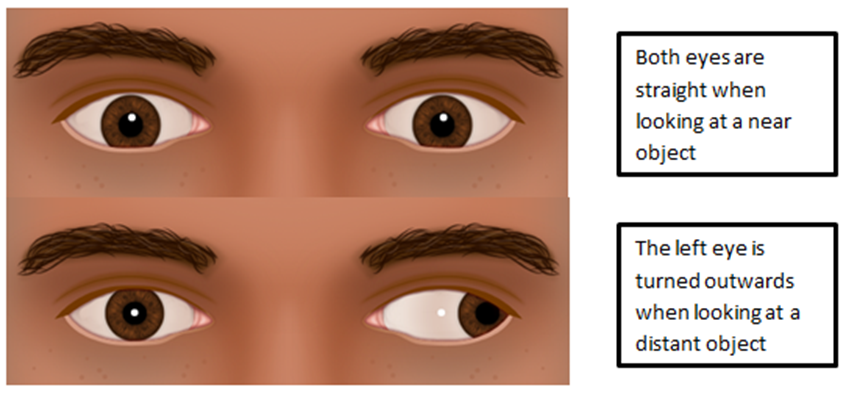 Both eyes are
straight when
looking at a near
object
The left eye is
turned outwards
when looking at a
distant object